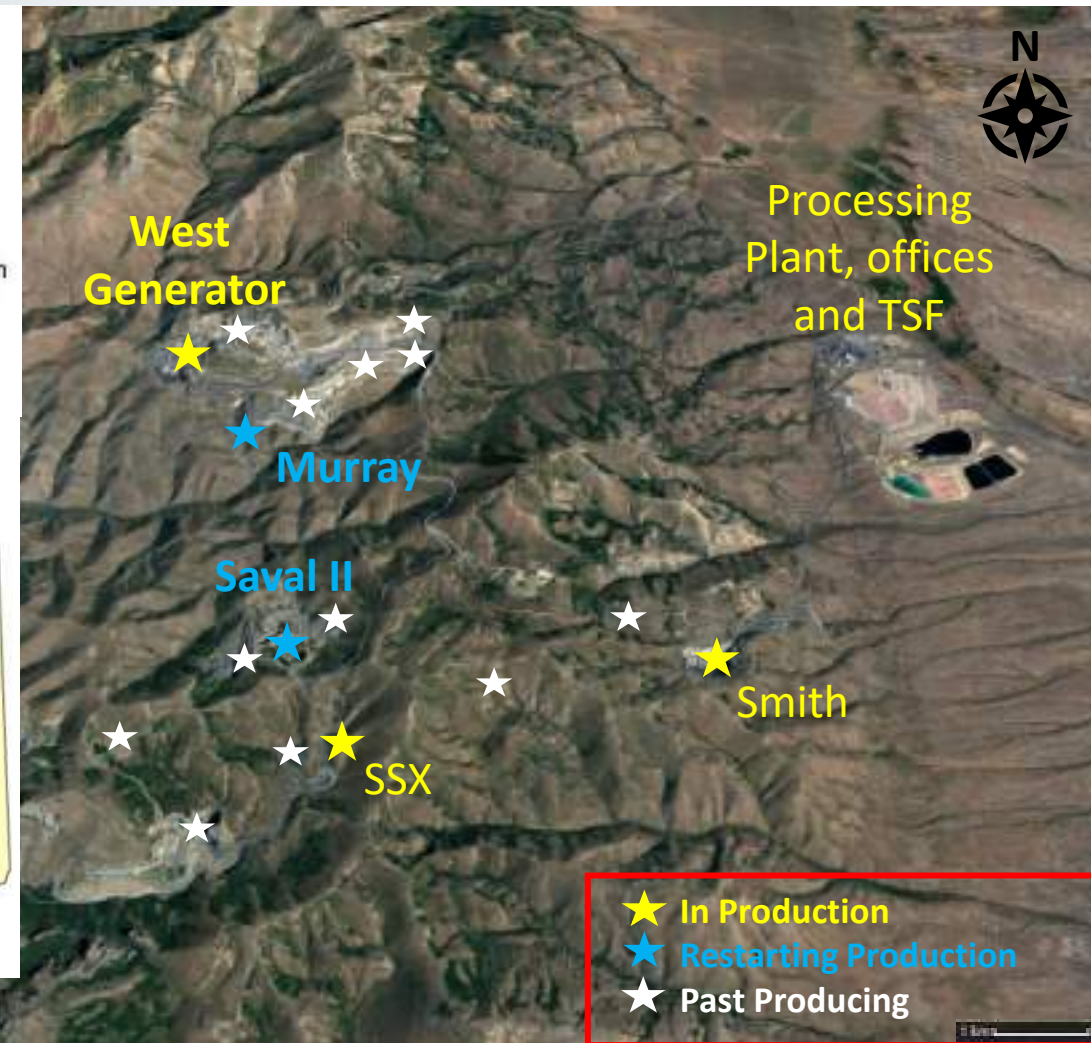 N
Processing
Plant, offices
and TSF
West
Generator
Murray
Saval II
Smith
SSX
In Production
Restarting Production
Past Producing